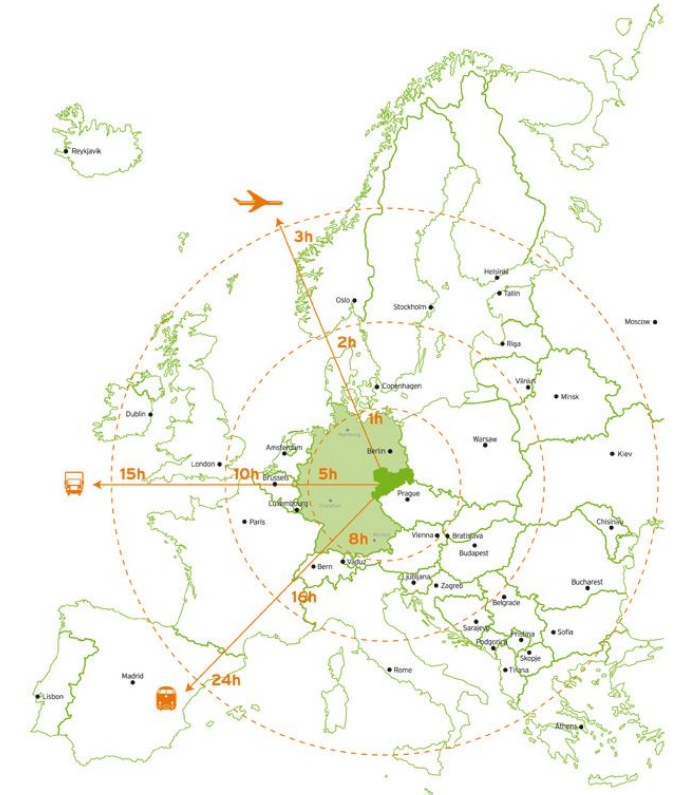 Reykjavik
3h
Helsinki
Tallin
Oslo
Stockholm
Moscow
2h
Riga
Copenhagen
Vilnius
Minsk
1h
Dublin
Hamburg
Amsterdam
Berlin
Warsaw
Kiev
London
15h
10h
5h
Brussels
Prague
Luxembourg
Frankfurt
Paris
Chisinau
8h
Munich
Vienna
Bratislava
Budapest
Bern
Vaduz
Ljubljana
Zagreb
Bucharest
16h
Belgrade
Sarajevo
Pristina
Sofia
Podgorica
Skopje
Rome
Tirana
24h
Madrid
Lisbon
Athens